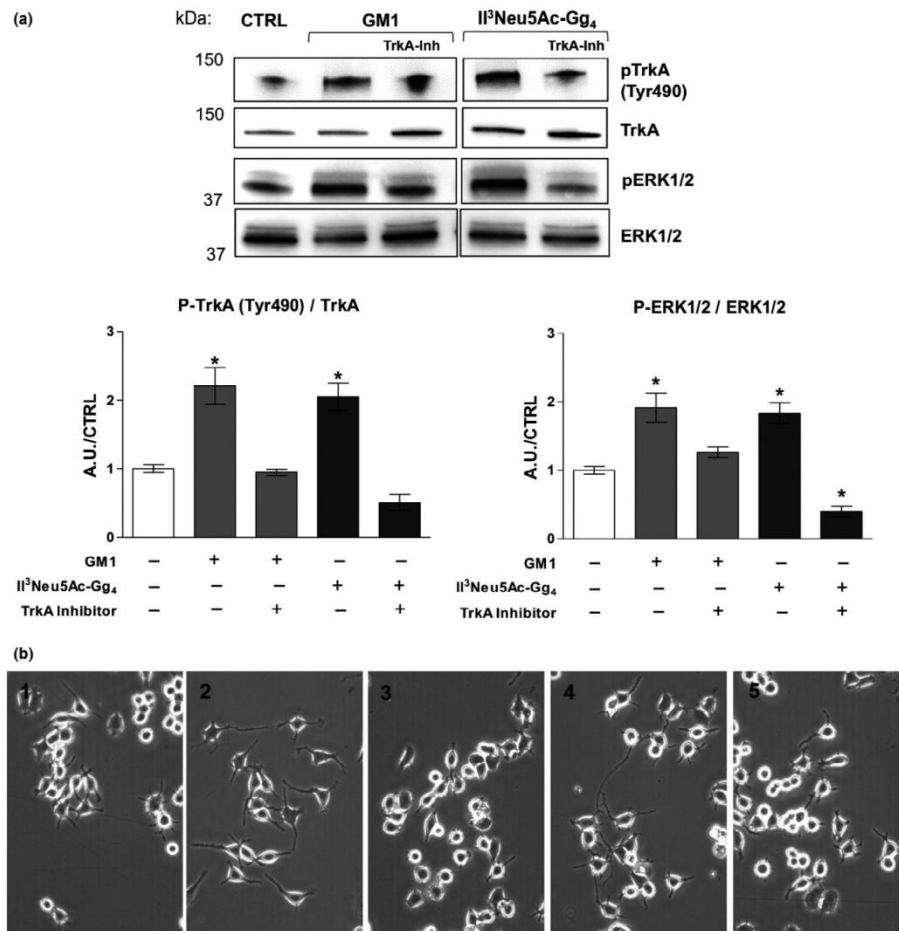 (a)
kDa: CTRL GM1 II³Neu5Ac-Gg₄
TrkA-Inh TrkA-Inh
150 pTrkA
(Tyr490)
150 TrkA
pERK1/2
37
ERK1/2
37
P-TrkA (Tyr490) / TrkA
A.U./CTRL
3
2
1
0
* *
GM1 – + + – –
II³Neu5Ac-Gg₄ – – – + +
TrkA Inhibitor – – + – +
P-ERK1/2 / ERK1/2
A.U./CTRL
3
2
1
0
* * *
GM1 – + + – –
II³Neu5Ac-Gg₄ – – – + +
TrkA Inhibitor – – + – +
(b)
1 2 3 4 5